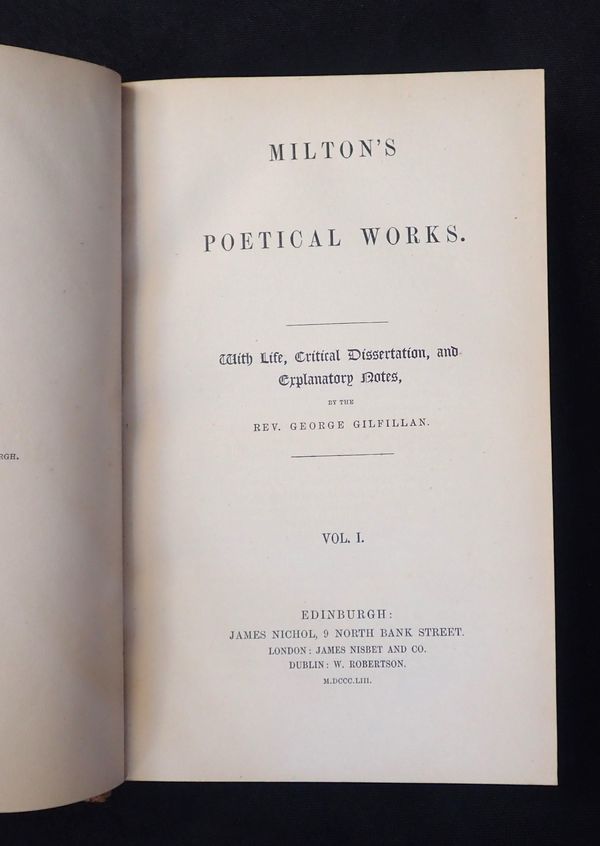 RGH.
MILTON'S
POETICAL WORKS.
With Life, Critical Dissertation, and
Explanatory Notes,
BY THE
REV. GEORGE GILFILLAN.
VOL. I.
EDINBURGH:
JAMES NICHOL, 9 NORTH BANK STREET.
LONDON: JAMES NISBET AND CO.
DUBLIN: W. ROBERTSON.
M.DCCC.LIII.